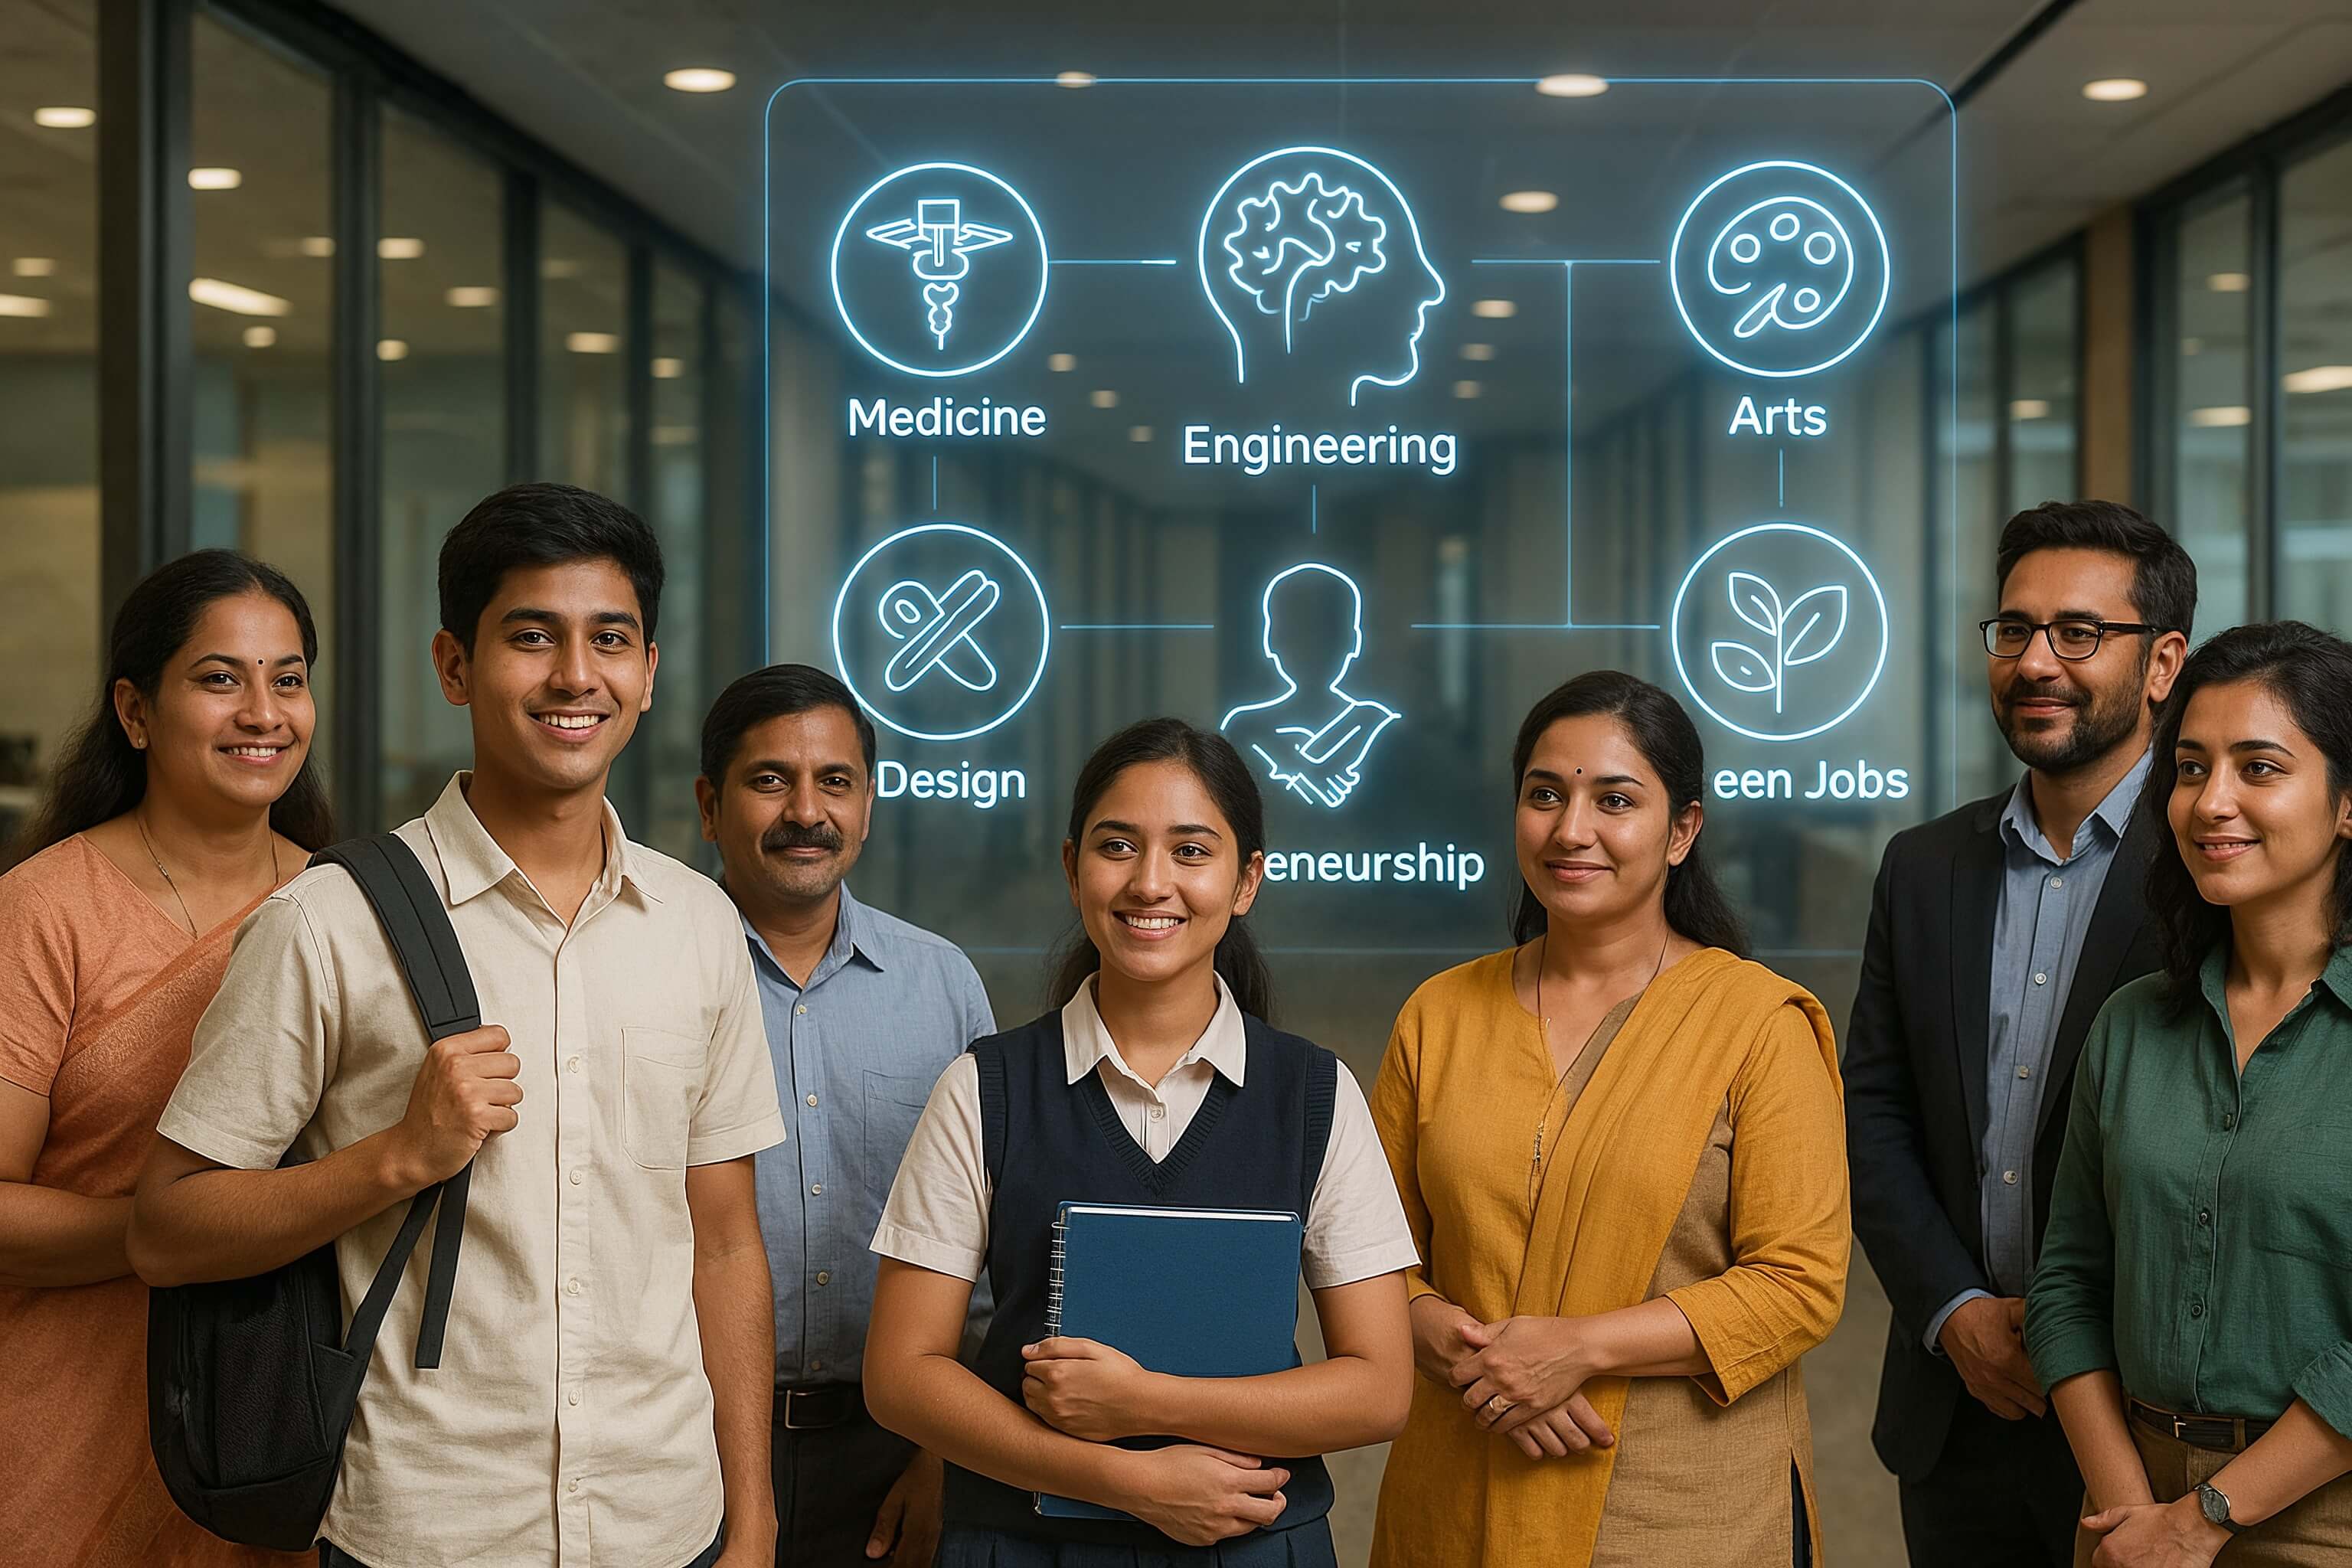 Medicine
Engineering
Arts
Design
een Jobs
eneurship